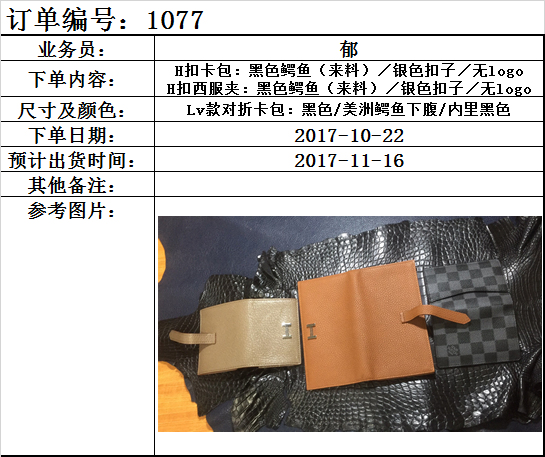 订单编号：1077
业务员： 郁
下单内容： H扣卡包：黑色鳄鱼（来料）／银色扣子／无logo
H扣西服夹：黑色鳄鱼（来料）／银色扣子／无logo
尺寸及颜色： Lv款对折卡包：黑色/美洲鳄鱼下腹/内里黑色
下单日期： 2017-10-22
预计出货时间： 2017-11-16
其他备注：
参考图片：